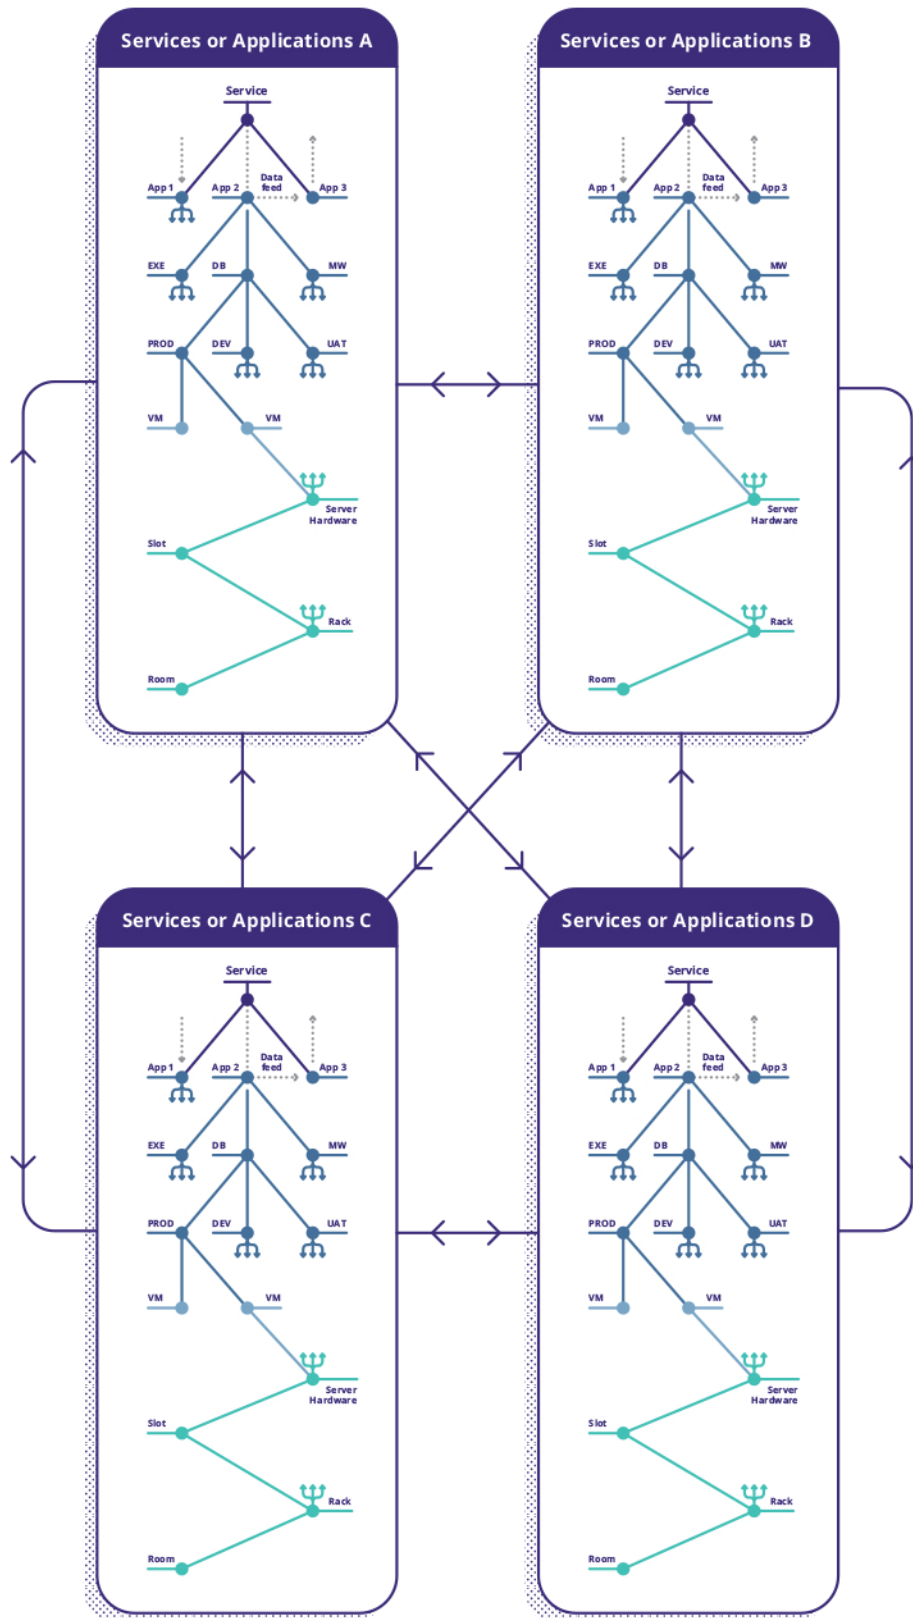 Services or Applications A
Service
App 1
App 2
Data
feed
App 3
EXE
DB
MW
PROD
DEV
UAT
VM
VM
Server
Hardware
Slot
Rack
Room
Services or Applications B
Service
App 1
App 2
Data
feed
App 3
EXE
DB
MW
PROD
DEV
UAT
VM
VM
Server
Hardware
Slot
Rack
Room
Services or Applications C
Service
App 1
App 2
Data
feed
App 3
EXE
DB
MW
PROD
DEV
UAT
VM
VM
Server
Hardware
Slot
Rack
Room
Services or Applications D
Service
App 1
App 2
Data
feed
App 3
EXE
DB
MW
PROD
DEV
UAT
VM
VM
Server
Hardware
Slot
Rack
Room